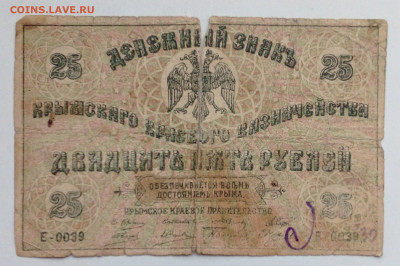 COINS.LAVE.RU
ДЕНЕЖНЫЙ ЗНАКЪ
25 25
КРЫМСКАГО КРАЕВОГО КАЗНАЧЕЙСТВА
ДВАДЦАТЬ ПЯТЬ РУБЛЕЙ
ОБЕЗПЕЧИВАЕТСЯ ВСѢМЪ
ДОСТОЯНІЕМЪ КРЫМА.
25 25
КРЫМСКОЕ КРАЕВОЕ ПРАВИТЕЛЬСТВО
Е-0039 Е-0039